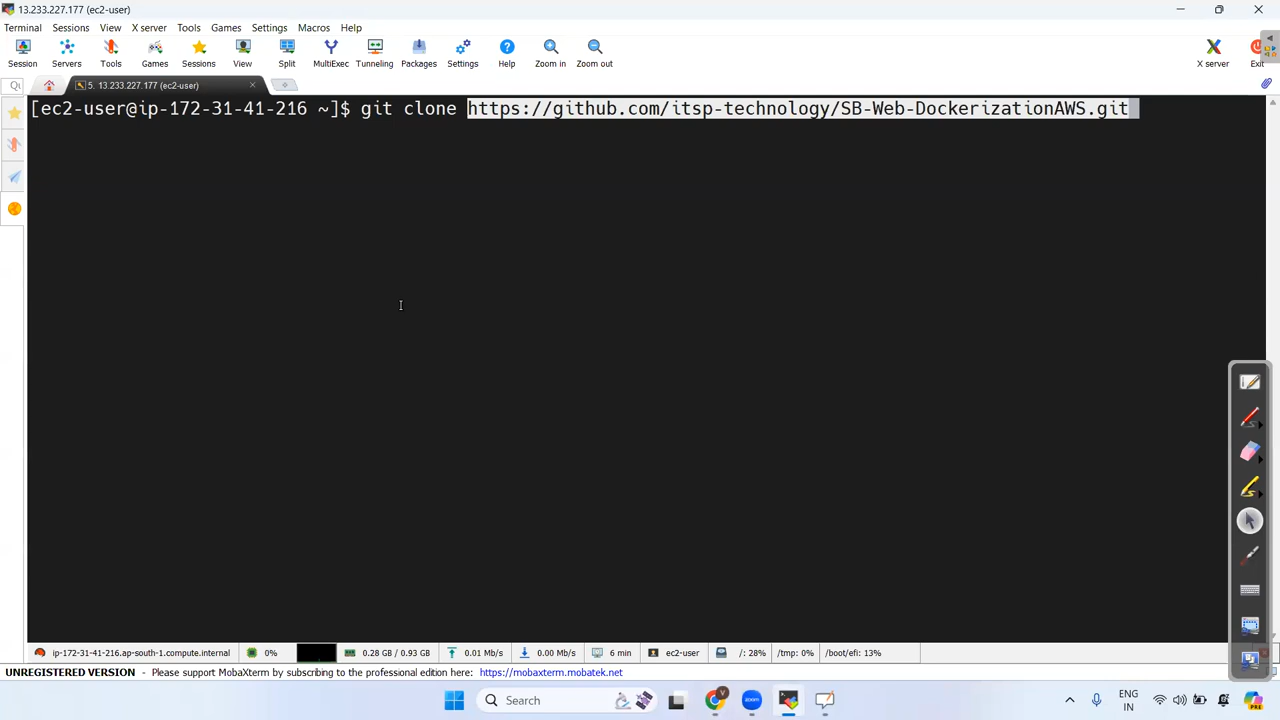 13.233.227.177 (ec2-user)
Terminal Sessions View X server Tools Games Settings Macros Help
Session Servers Tools Games Sessions View Split MultiExec Tunneling Packages Settings Help Zoom in Zoom out X server Exit
5. 13.233.227.177 (ec2-user)
[ec2-user@ip-172-31-41-216 ~]$ git clone https://github.com/itsp-technology/SB-Web-DockerizationAWS.git
ip-172-31-41-216.ap-south-1.compute.internal 0% 0.28 GB / 0.93 GB 0.01 Mb/s 0.00 Mb/s 6 min ec2-user /: 28% /tmp: 0% /boot/efi: 13%
UNREGISTERED VERSION - Please support MobaXterm by subscribing to the professional edition here: https://mobaxterm.mobatek.net
Search
ENG
IN